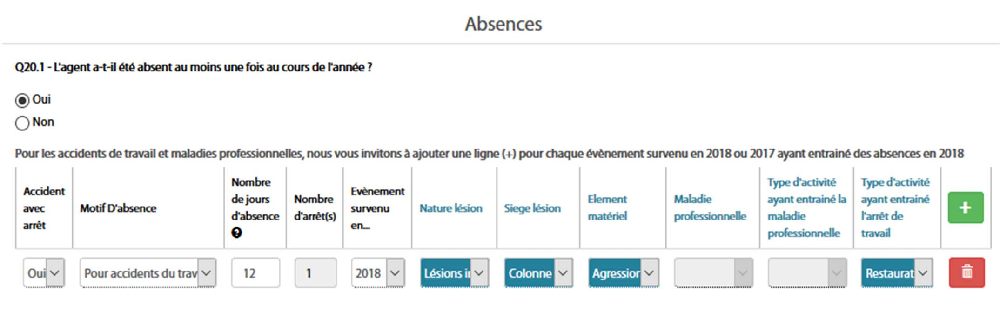 Absences
Q20.1 - L'agent a-t-il été absent au moins une fois au cours de l'année ?
Oui
Non
Pour les accidents de travail et maladies professionnelles, nous vous invitons à ajouter une ligne (+) pour chaque évènement survenu en 2018 ou 2017 ayant entrainé des absences en 2018
Accident
avec
arrêt
Motif D'absence
Nombre
de jours
d'absence
?
Nombre
d'arrêt(s)
Evènement
survenu
en...
Nature lésion
Siege lésion
Element
matériel
Maladie
professionnelle
Type d'activité
ayant entrainé la
maladie
professionnelle
Type d'activité
ayant entrainé
l'arrêt de
travail
+
Oui
Pour accidents du trav
12
1
2018
Lésions ir
Colonne
Agression
Restaurat